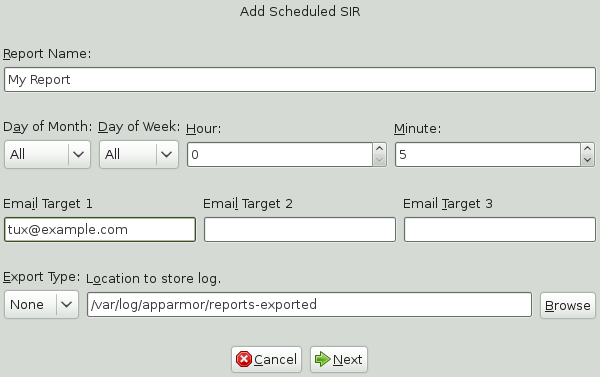 Add Scheduled SIR
Report Name:
My Report
Day of Month: Day of Week: Hour: Minute:
All All 0 5
Email Target 1 Email Target 2 Email Target 3
tux@example.com
Export Type: Location to store log.
None /var/log/apparmor/reports-exported Browse
Cancel Next